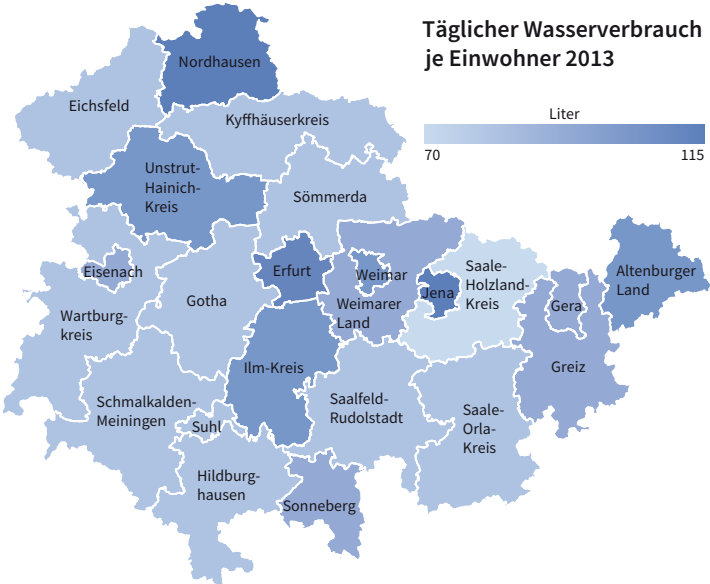 Täglicher Wasserverbrauch
je Einwohner 2013
Liter
70
115
Nordhausen
Eichsfeld
Kyffhäuserkreis
Unstrut-
Hainich-
Kreis
Sömmerda
Eisenach
Erfurt
Weimar
Weimarer
Land
Jena
Saale-
Holzland-
Kreis
Altenburger
Land
Gera
Gotha
Wartburg-
kreis
Ilm-Kreis
Greiz
Schmalkalden-
Meiningen
Suhl
Saalfeld-
Rudolstadt
Saale-
Orla-
Kreis
Hildburg-
hausen
Sonneberg